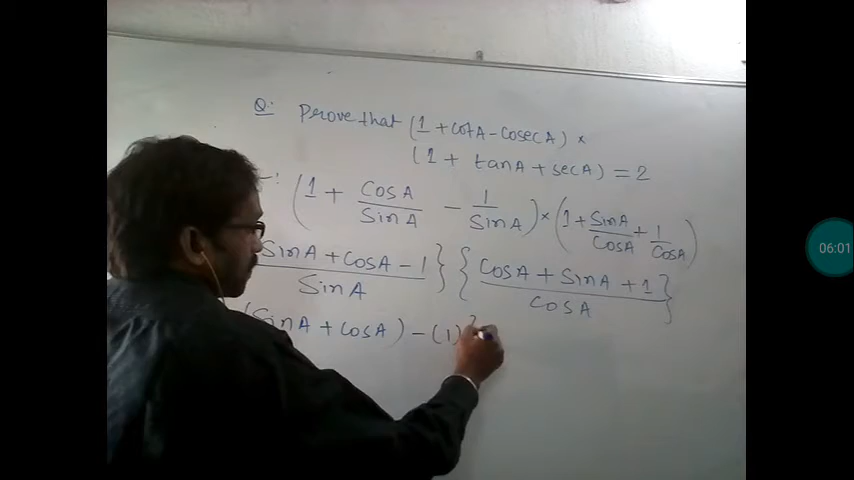 Q: Prove that (1 + cotA - cosecA) ×
(1 + tanA + secA) = 2
(1 + CosA/SinA - 1/SinA) × (1 + SinA/CosA + 1/CosA)
SinA + CosA - 1/SinA } { CosA + SinA + 1/CosA }
(SinA + CosA) - (1) }
06:01